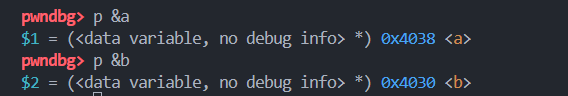 pwndbg> p &a
$1 = (<data variable, no debug info> *) 0x4038 <a>
pwndbg> p &b
$2 = (<data variable, no debug info> *) 0x4030 <b>